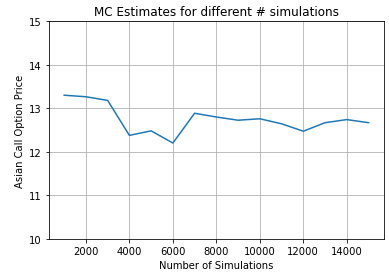 MC Estimates for different # simulations
15
14
13
12
11
10
Asian Call Option Price
2000 4000 6000 8000 10000 12000 14000
Number of Simulations